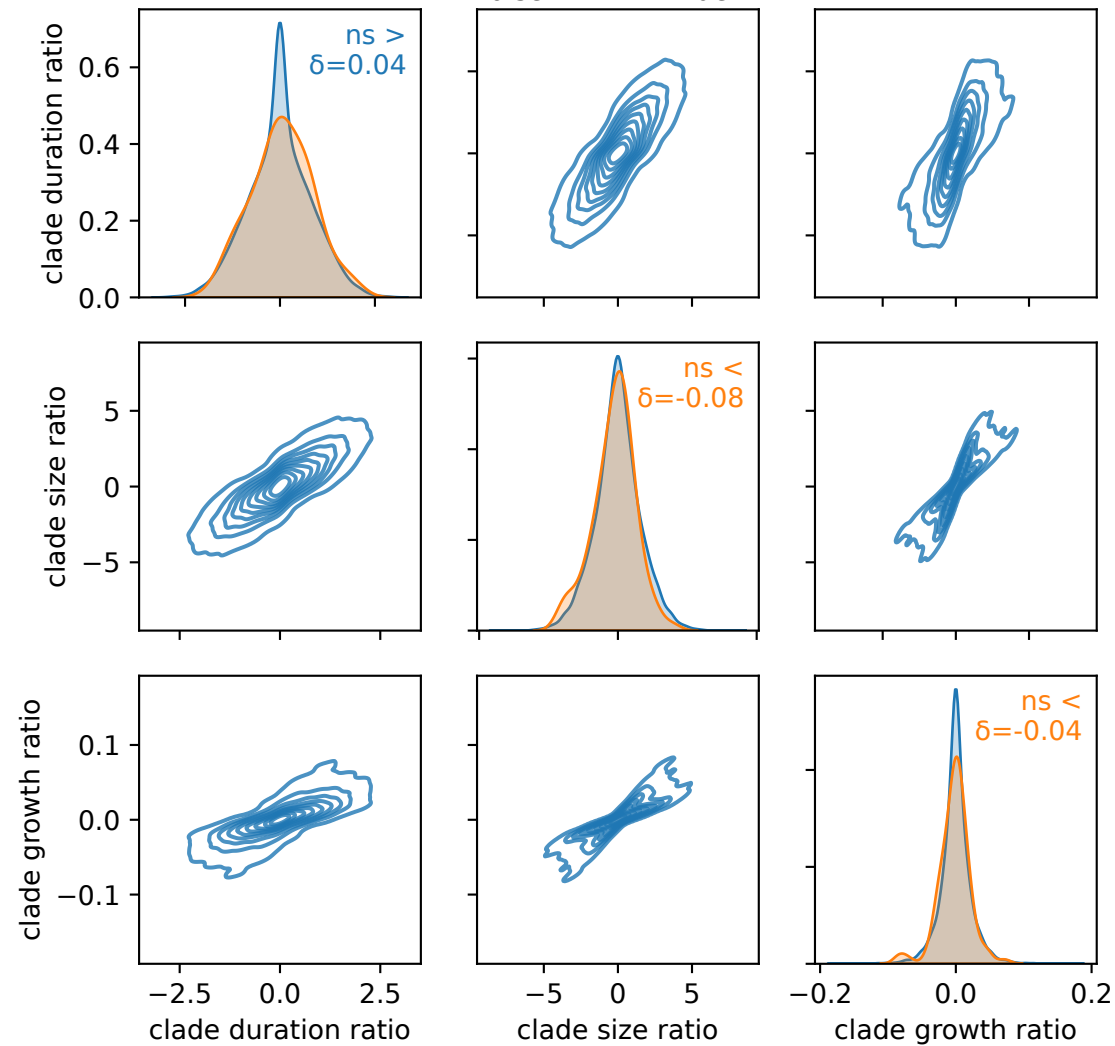 clade duration ratio
0.6
0.4
0.2
0.0
ns >
δ=0.04
clade size ratio
5
0
−5
ns <
δ=-0.08
clade growth ratio
0.1
0.0
−0.1
ns <
δ=-0.04
−2.5 0.0 2.5
−5 0 5
−0.2 0.0 0.2
clade duration ratio
clade size ratio
clade growth ratio